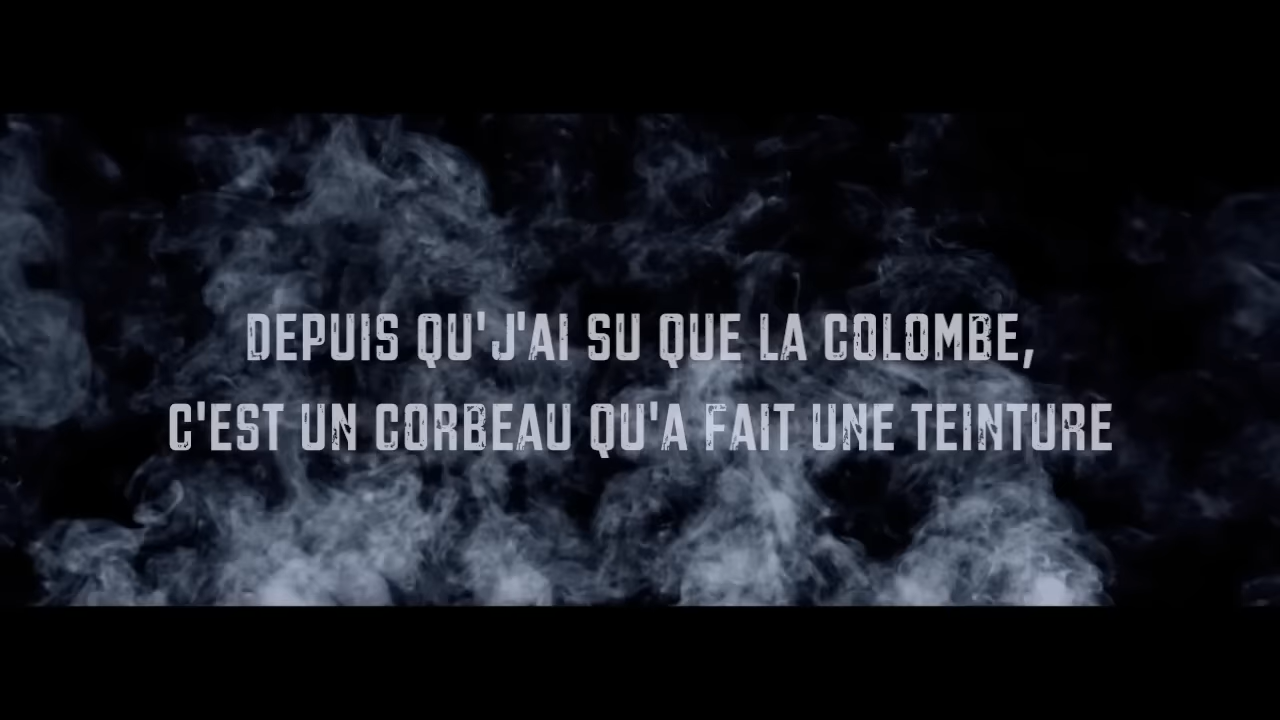 DEPUIS QU'J'AI SU QUE LA COLOMBE,
C'EST UN CORBEAU QU'A FAIT UNE TEINTURE